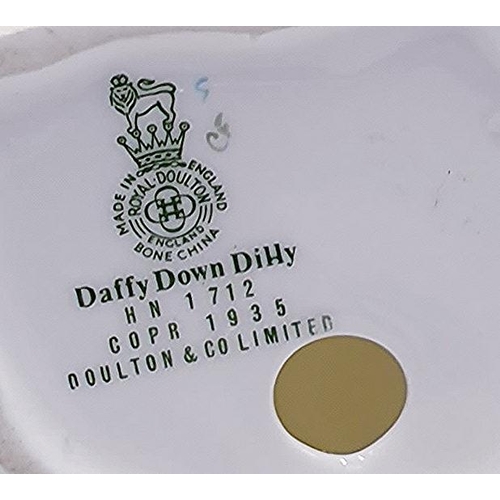 MADE IN ENGLAND
ROYAL·DOULTON
ENGLAND
BONE CHINA
Daffy Down Dilly
HN 1712
COPR 1935
DOULTON & CO LIMITED